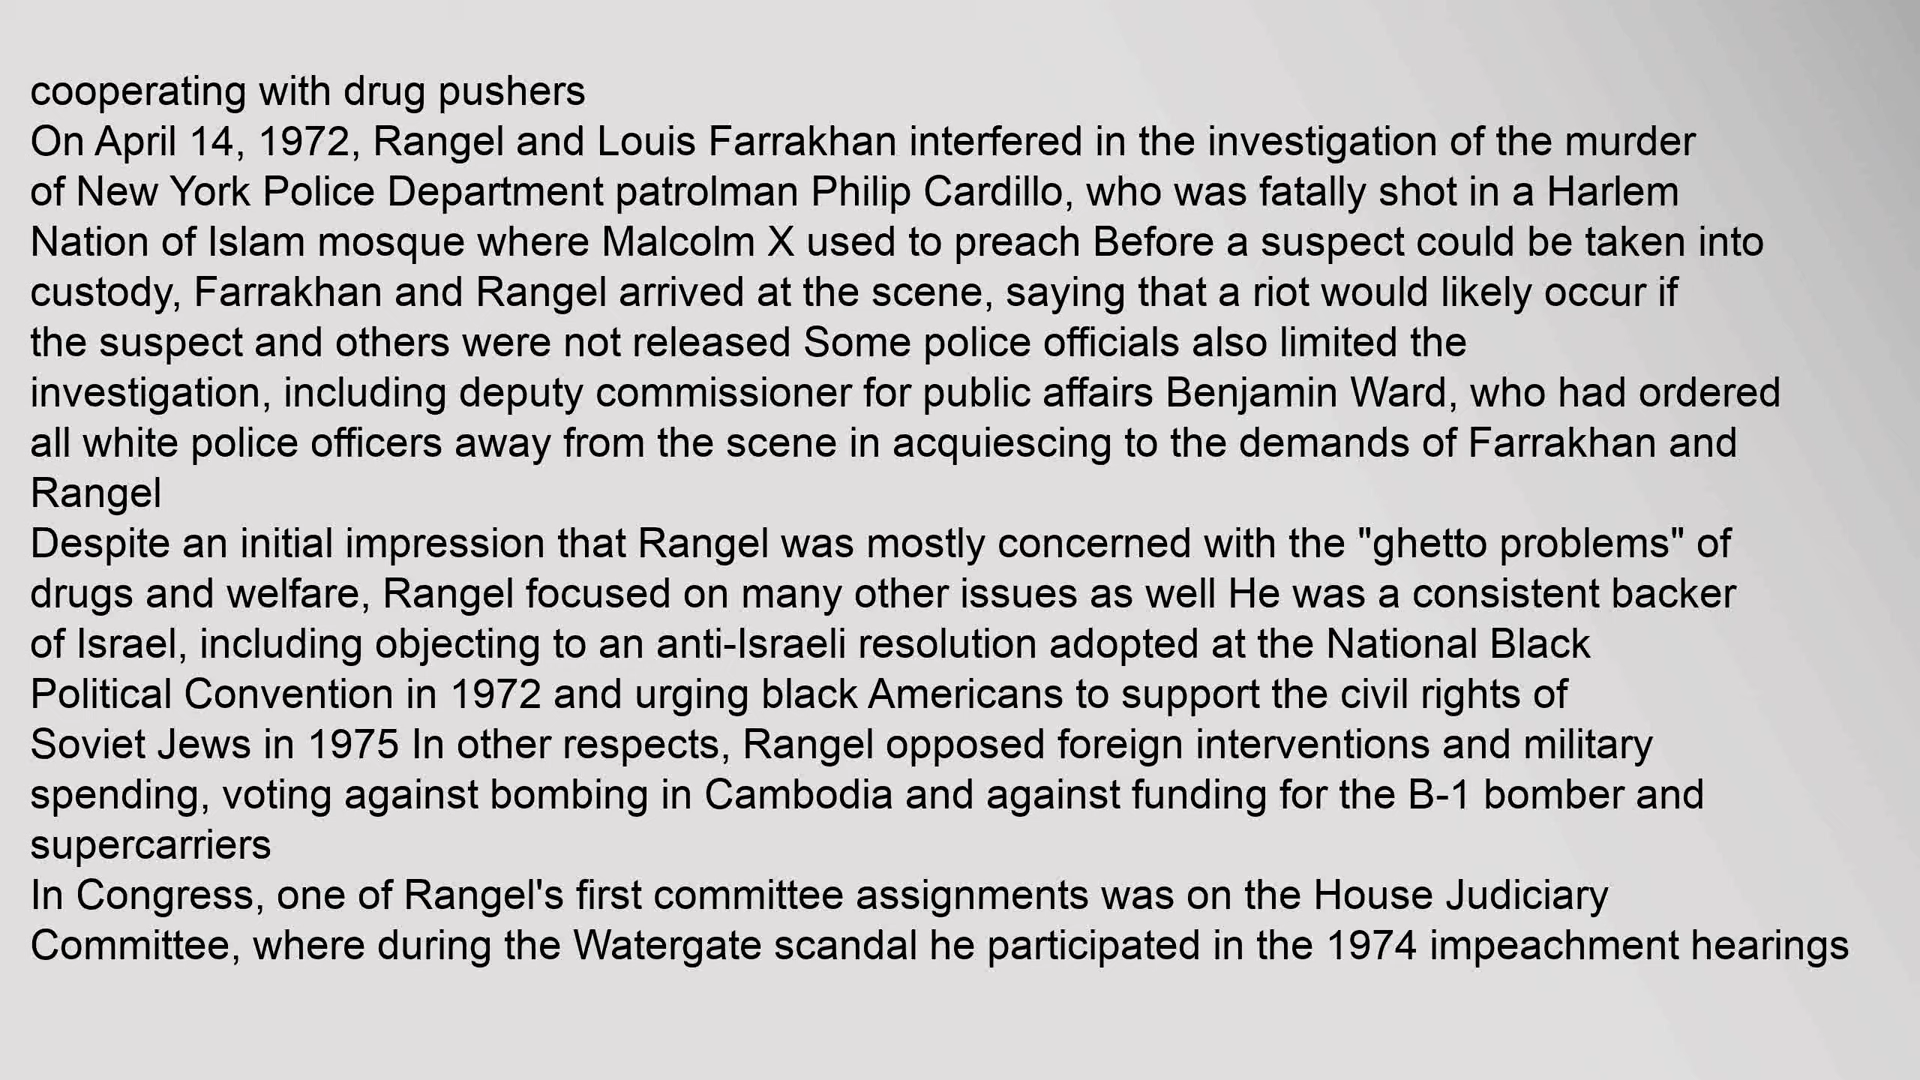 cooperating with drug pushers
On April 14, 1972, Rangel and Louis Farrakhan interfered in the investigation of the murder
of New York Police Department patrolman Philip Cardillo, who was fatally shot in a Harlem
Nation of Islam mosque where Malcolm X used to preach Before a suspect could be taken into
custody, Farrakhan and Rangel arrived at the scene, saying that a riot would likely occur if
the suspect and others were not released Some police officials also limited the
investigation, including deputy commissioner for public affairs Benjamin Ward, who had ordered
all white police officers away from the scene in acquiescing to the demands of Farrakhan and
Rangel
Despite an initial impression that Rangel was mostly concerned with the "ghetto problems" of
drugs and welfare, Rangel focused on many other issues as well He was a consistent backer
of Israel, including objecting to an anti-Israeli resolution adopted at the National Black
Political Convention in 1972 and urging black Americans to support the civil rights of
Soviet Jews in 1975 In other respects, Rangel opposed foreign interventions and military
spending, voting against bombing in Cambodia and against funding for the B-1 bomber and
supercarriers
In Congress, one of Rangel's first committee assignments was on the House Judiciary
Committee, where during the Watergate scandal he participated in the 1974 impeachment hearings